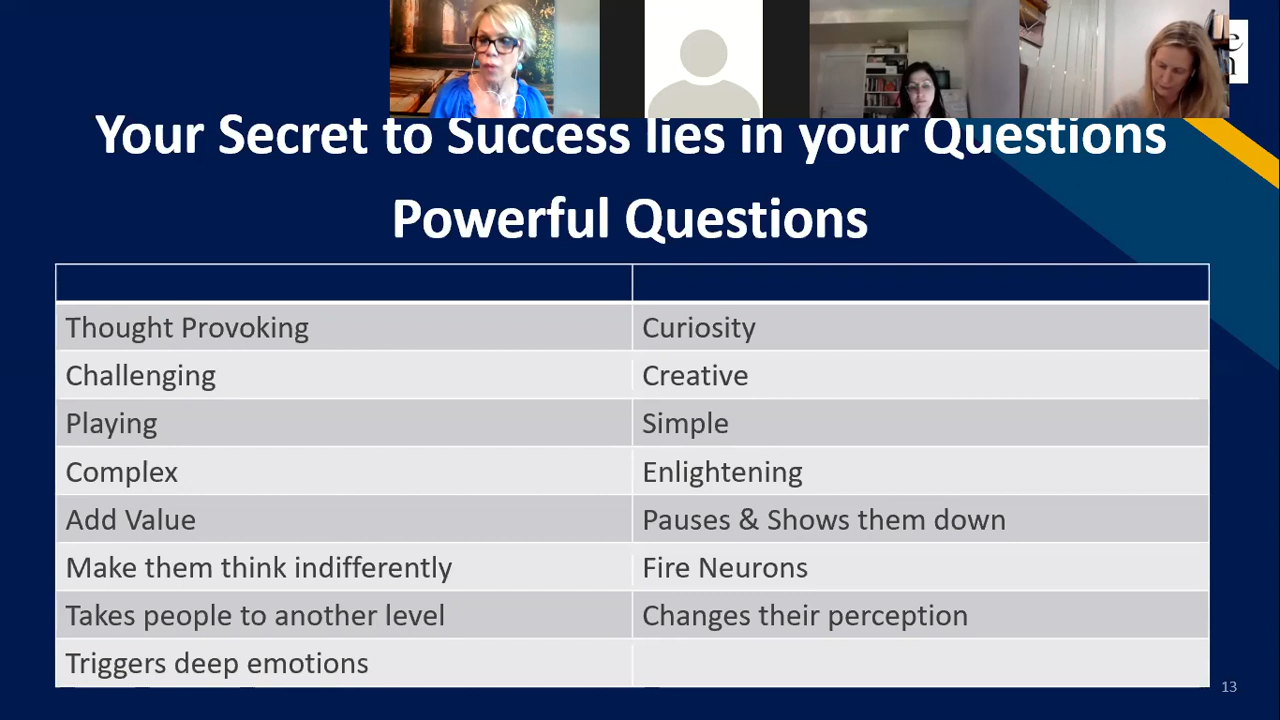 Your Secret to Success lies in your Questions
Powerful Questions
Thought Provoking
Curiosity
Challenging
Creative
Playing
Simple
Complex
Enlightening
Add Value
Pauses & Shows them down
Make them think indifferently
Fire Neurons
Takes people to another level
Changes their perception
Triggers deep emotions
13